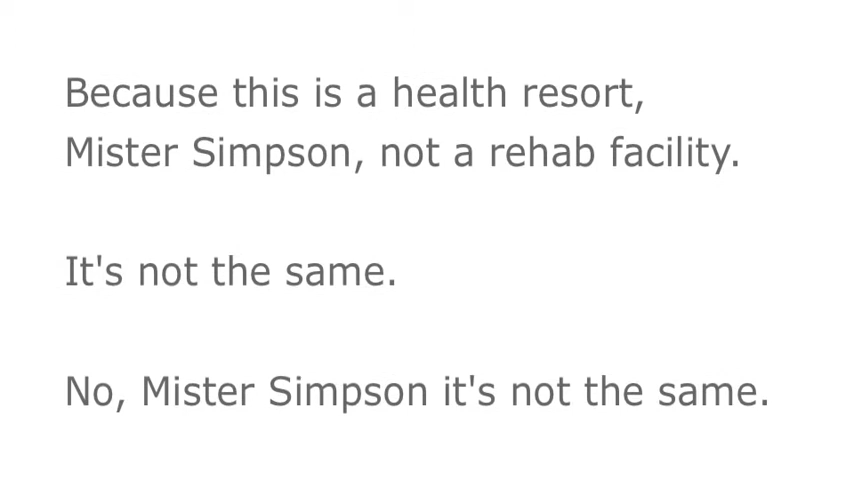 Because this is a health resort,
Mister Simpson, not a rehab facility.
It's not the same.
No, Mister Simpson it's not the same.